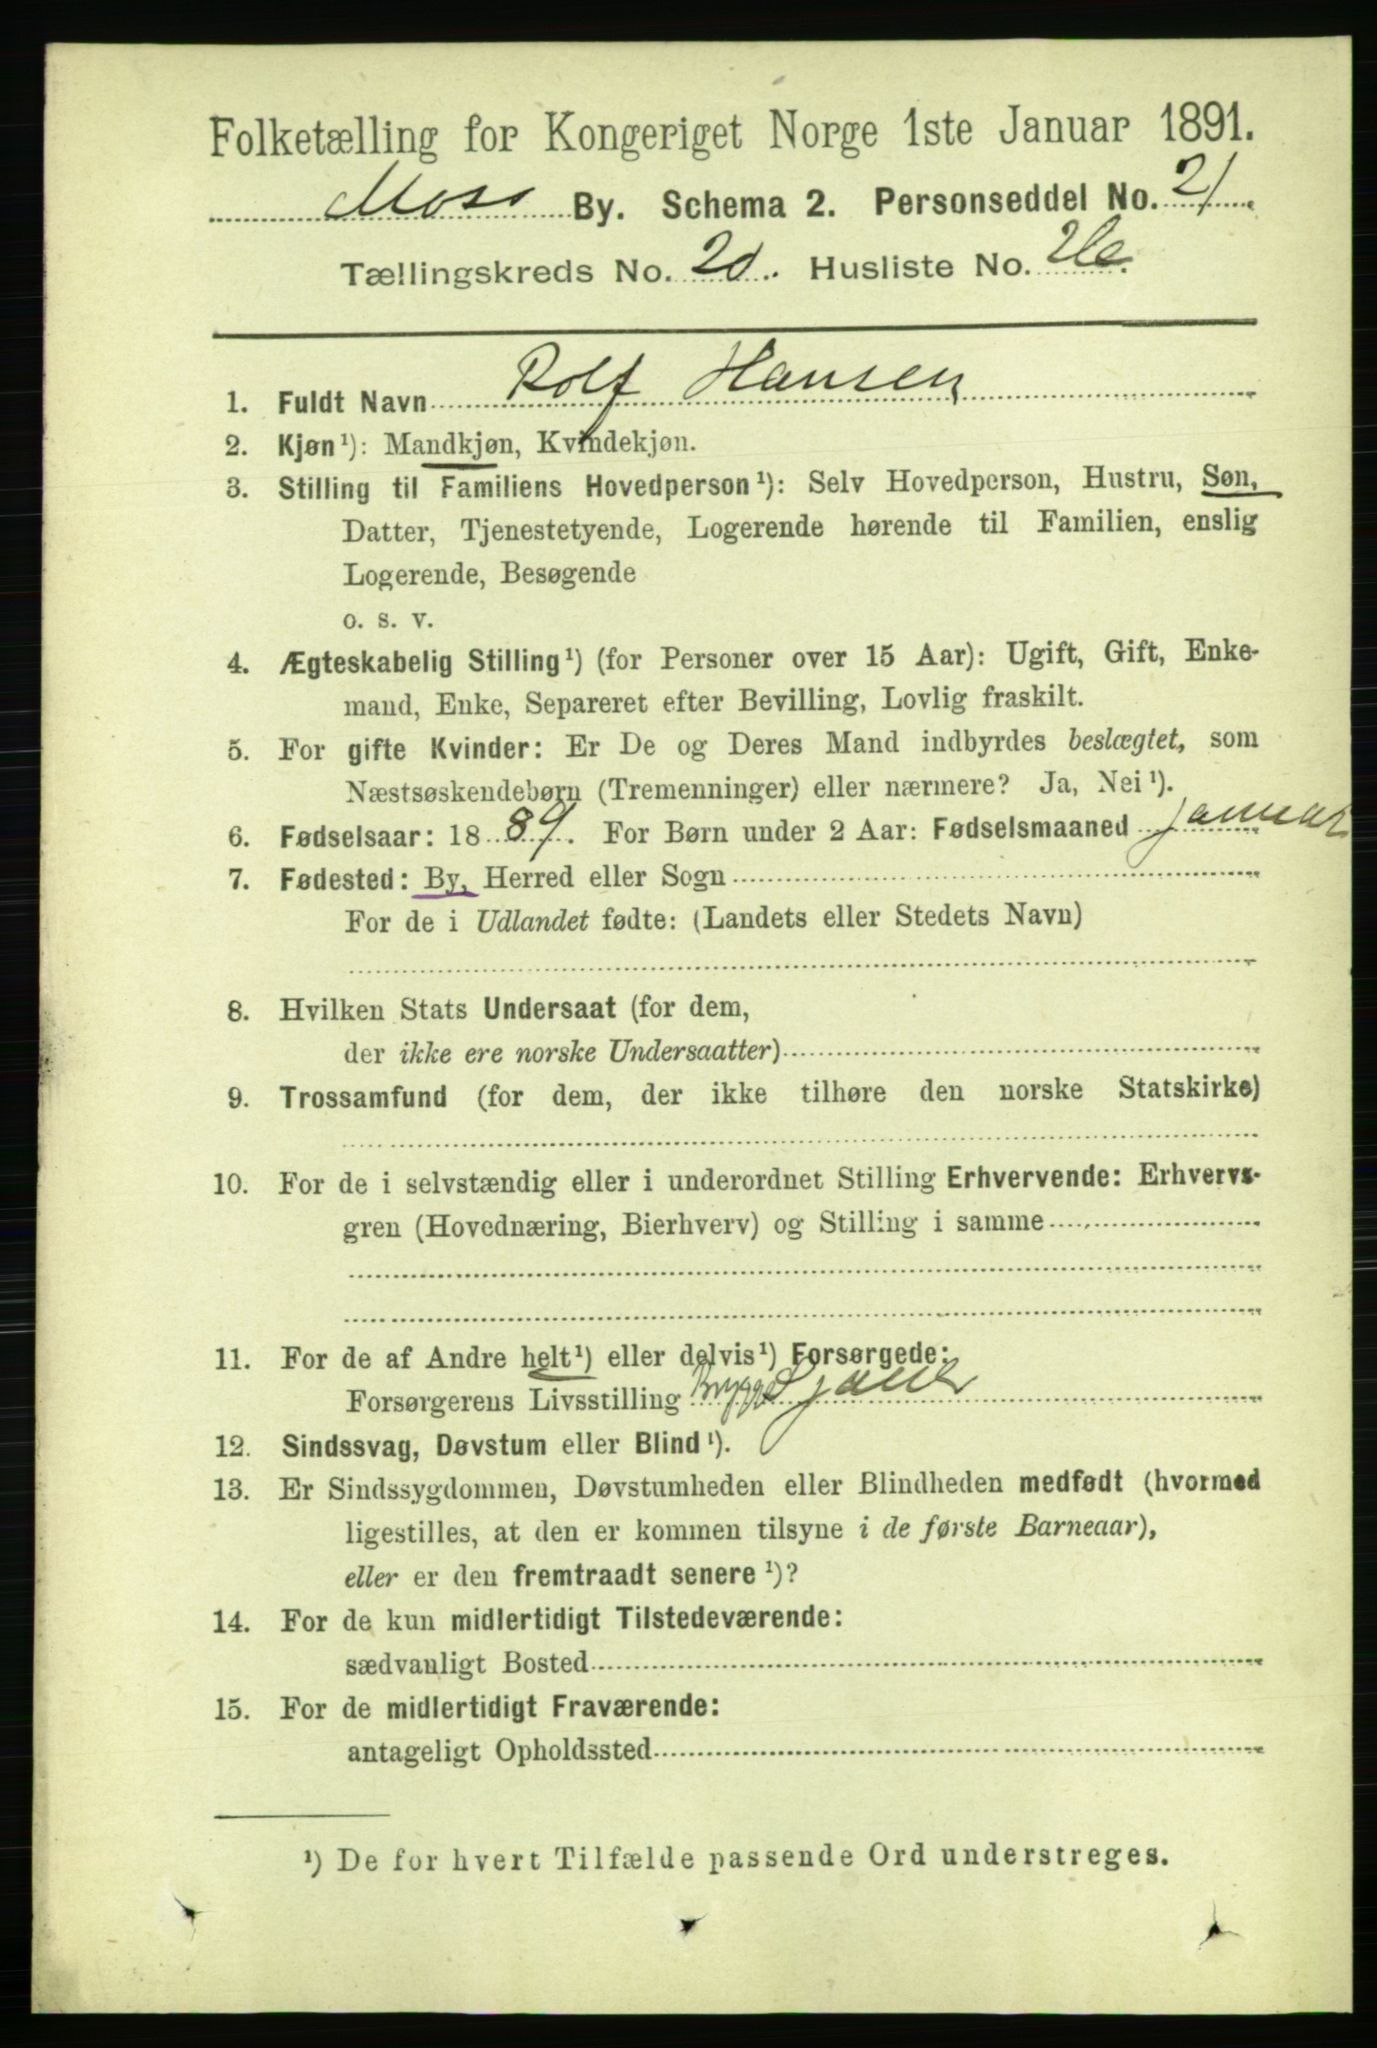 Folketælling for Kongeriget Norge 1ste Januar 1891.
Moss By. Schema 2. Personseddel No. 21
Tællingskreds No. 20. Husliste No.
1. Fuldt Navn Rolf Hansen
2. Kjøn¹): Mandkjøn, Kvindekjøn.
3. Stilling til Familiens Hovedperson¹): Selv Hovedperson, Hustru, Søn,
Datter, Tjenestetyende, Logerende hørende til Familien, enslig
Logerende, Besøgende
o. s. v.
4. Ægteskabelig Stilling¹) (for Personer over 15 Aar): Ugift, Gift, Enke-
mand, Enke, Separeret efter Bevilling, Lovlig fraskilt.
5. For gifte Kvinder: Er De og Deres Mand indbyrdes beslægtet, som
Næstsøskendebørn (Tremenninger) eller nærmere? Ja, Nei¹).
6. Fødselsaar: 1889. For Børn under 2 Aar: Fødselsmaaned Januar
7. Fødested: By, Herred eller Sogn
For de i Udlandet fødte: (Landets eller Stedets Navn)
8. Hvilken Stats Undersaat (for dem,
der ikke ere norske Undersaatter)
9. Trossamfund (for dem, der ikke tilhøre den norske Statskirke)
10. For de i selvstændig eller i underordnet Stilling Erhvervende: Erhvervs-
gren (Hovednæring, Bierhverv) og Stilling i samme
11. For de af Andre helt¹) eller delvis¹) Forsørgede:
Forsørgerens Livsstilling Bryggesjauer
12. Sindssvag, Døvstum eller Blind¹).
13. Er Sindssygdommen, Døvstumheden eller Blindheden medfødt (hvormed
ligestilles, at den er kommen tilsyne i de første Barneaar),
eller er den fremtraadt senere¹)?
14. For de kun midlertidigt Tilstedeværende:
sædvanligt Bosted
15. For de midlertidigt Fraværende:
antageligt Opholdssted
¹) De for hvert Tilfælde passende Ord understreges.